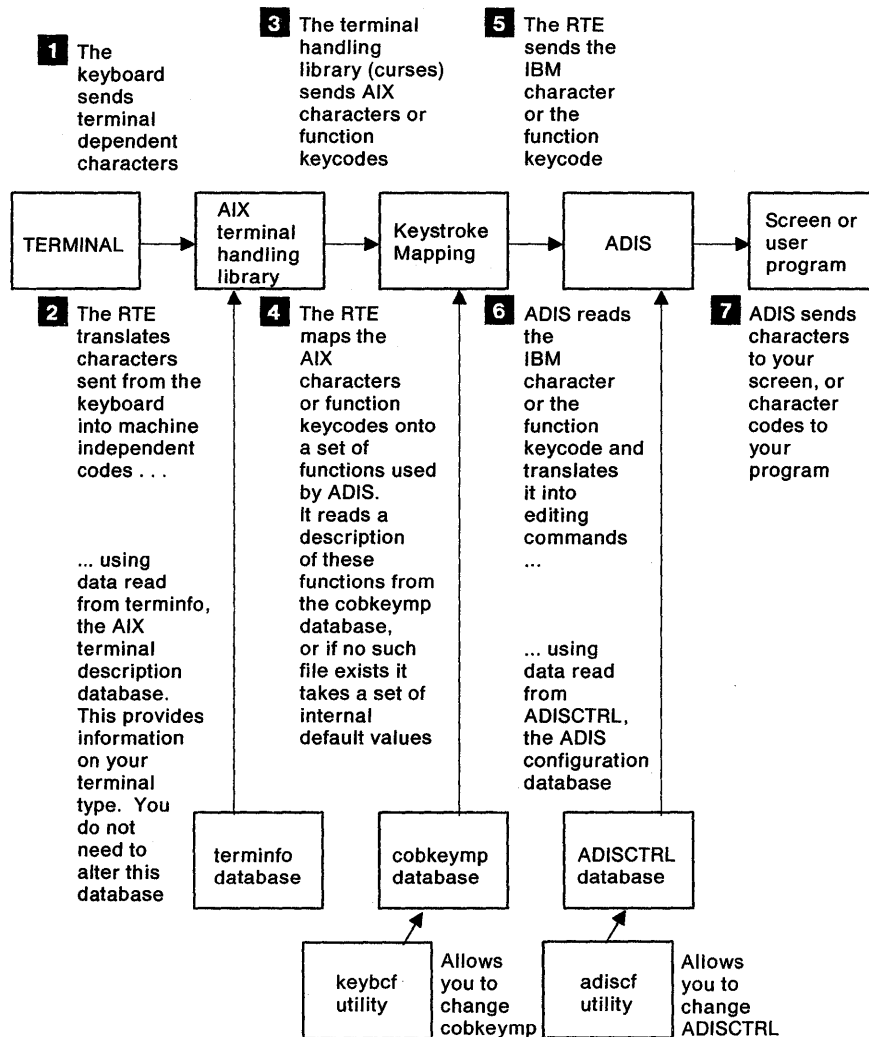 1 The
keyboard
sends
terminal
dependent
characters
3 The terminal
handling
library (curses)
sends AIX
characters or
function
keycodes
5 The RTE
sends the
IBM
character
or the
function
keycode
TERMINAL
AIX
terminal
handling
library
Keystroke
Mapping
ADIS
Screen or
user
program
2 The RTE
translates
characters
sent from the
keyboard
into machine
independent
codes . . .
... using
data read
from terminfo,
the AIX
terminal
description
database.
This provides
information
on your
terminal
type. You
do not
need to
alter this
database
4 The RTE
maps the
AIX
characters
or function
keycodes onto
a set of
functions used
by ADIS.
It reads a
description
of these
functions from
the cobkeymp
database,
or if no such
file exists it
takes a set of
internal
default values
6 ADIS reads
the
IBM
character
or the
function
keycode and
translates
it into
editing
commands
...
... using
data read
from
ADISCTRL,
the ADIS
configuration
database
7 ADIS sends
characters
to your
screen, or
character
codes to
your
program
terminfo
database
cobkeymp
database
ADISCTRL
database
keybcf
utility
Allows
you to
change
cobkeymp
adiscf
utility
Allows
you to
change
ADISCTRL